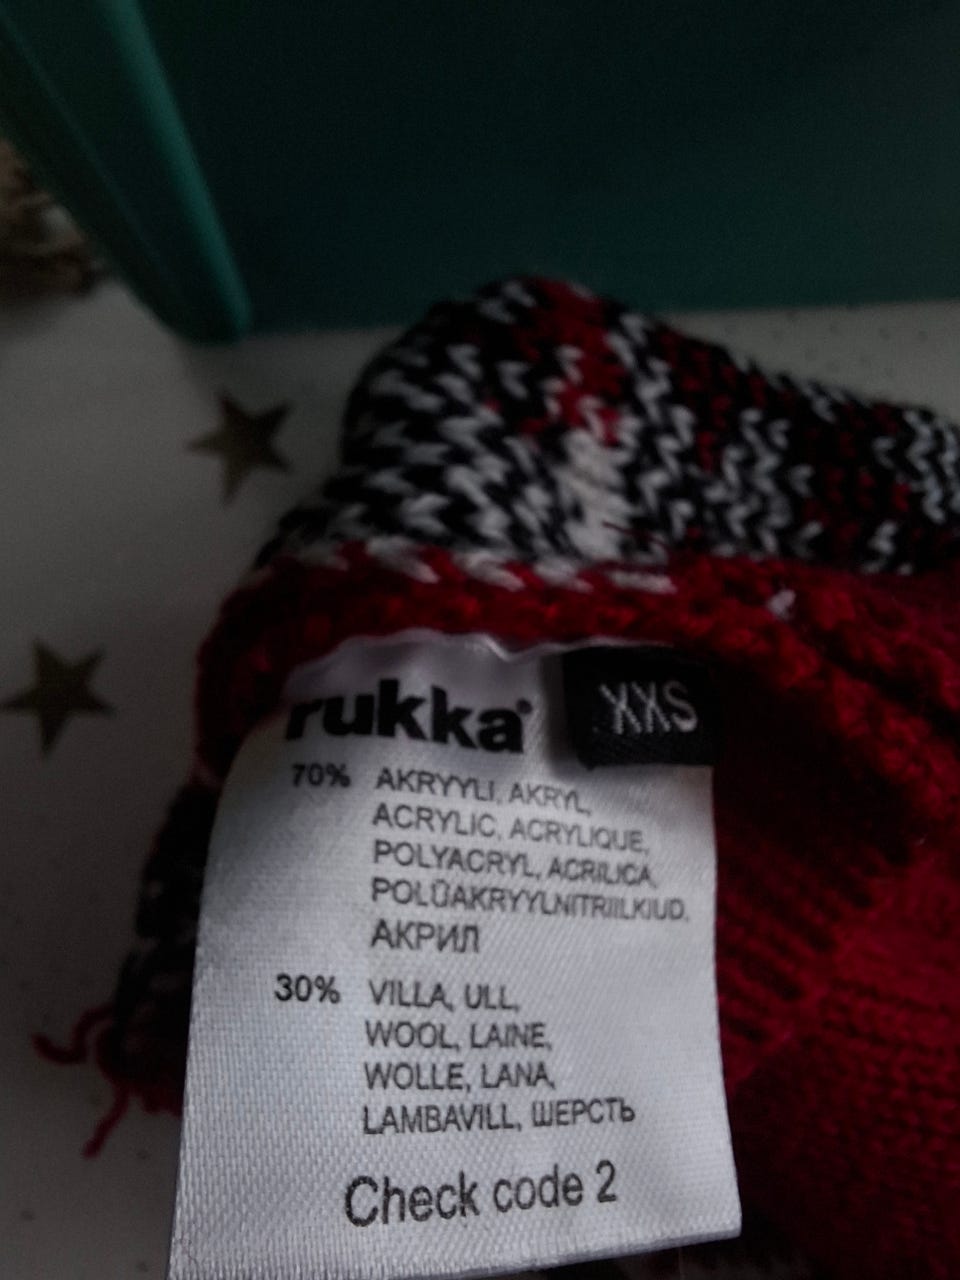 rukka®
XXS
70% AKRYYLI, AKRYL,
ACRYLIC, ACRYLIQUE,
POLYACRYL, ACRILICA,
POLÜAKRYYLNITRIILKIUD,
АКРИЛ
30% VILLA, ULL,
WOOL, LAINE,
WOLLE, LANA,
LAMBAVILL, ШЕРСТЬ
Check code 2